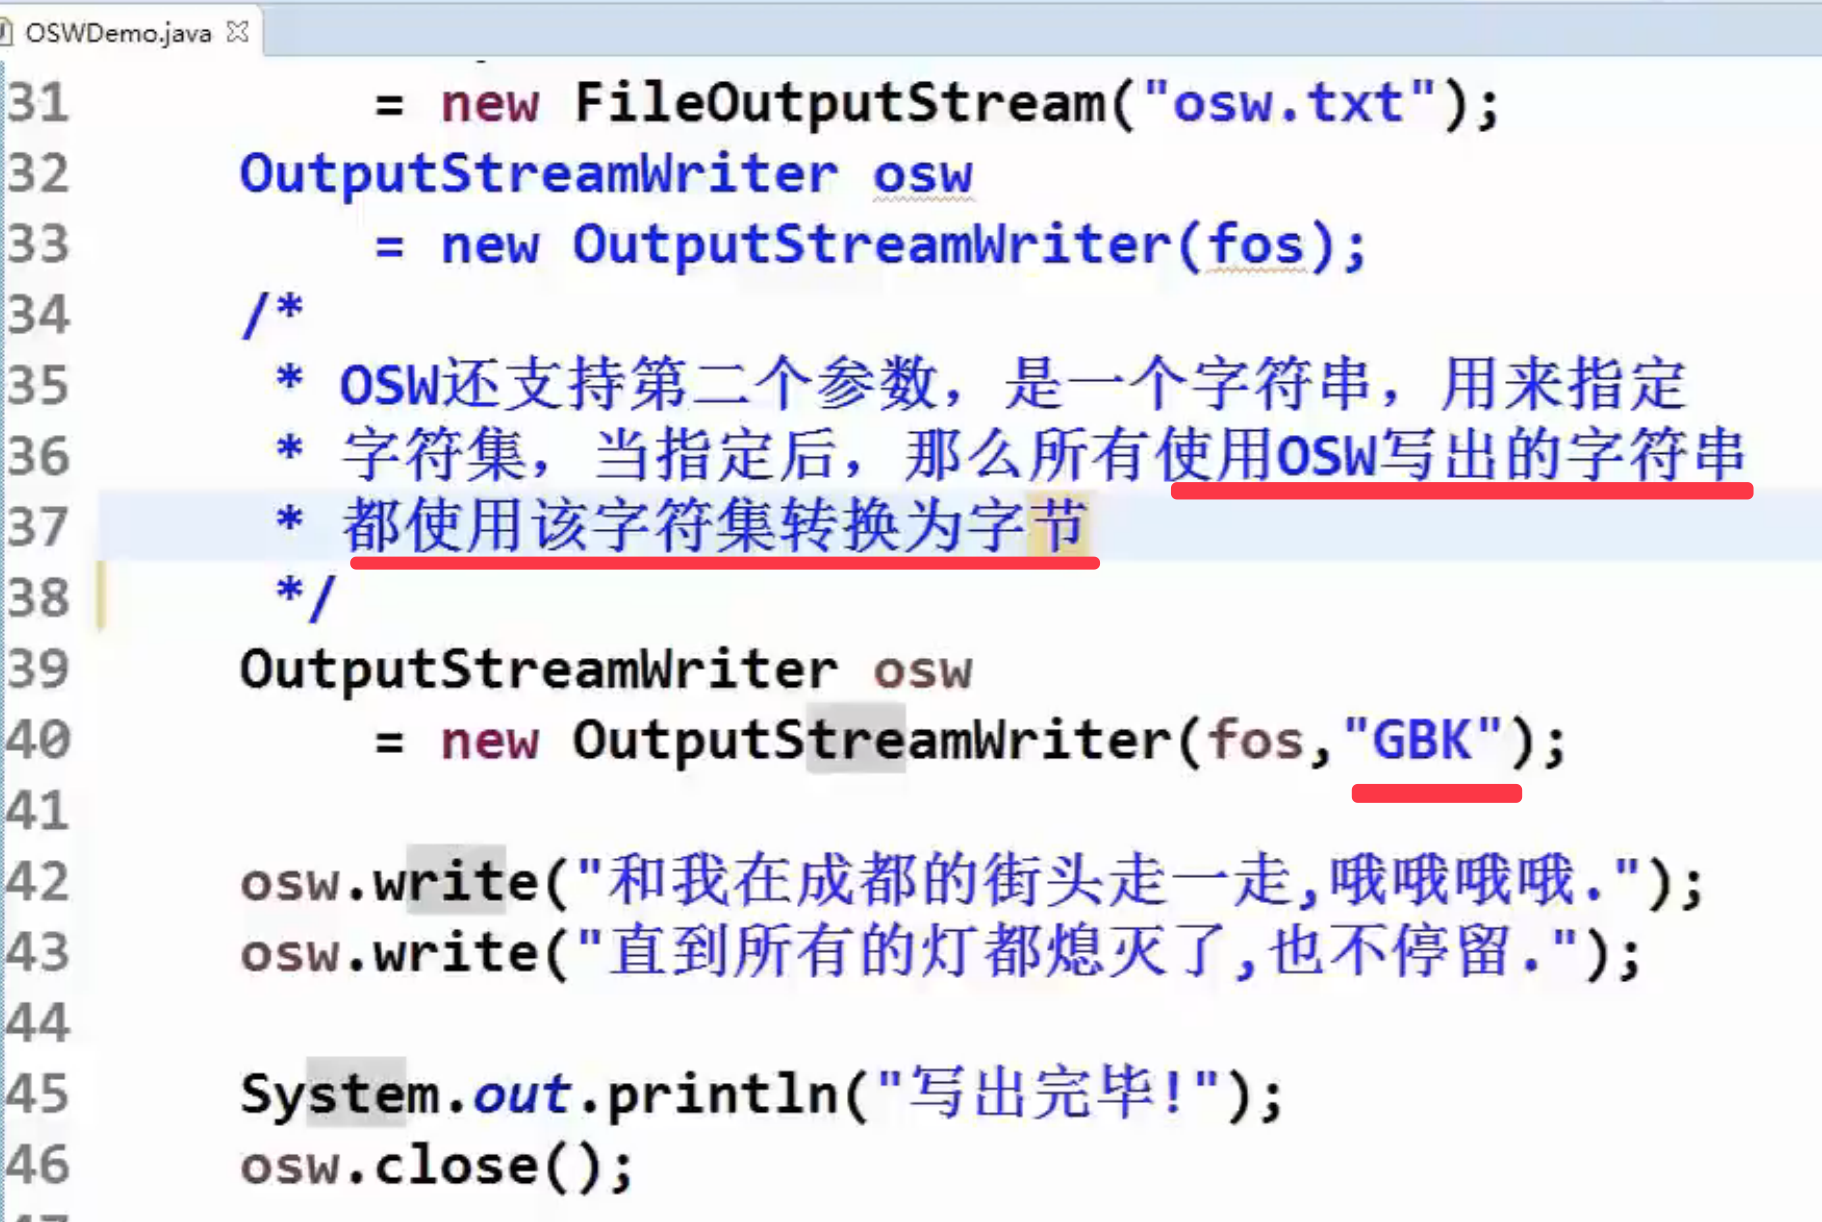 OSWDemo.java
31 = new FileOutputStream("osw.txt");
32 OutputStreamWriter osw
33 = new OutputStreamWriter(fos);
34 /*
35 * OSW还支持第二个参数，是一个字符串，用来指定
36 * 字符集，当指定后，那么所有使用OSW写出的字符串
37 * 都使用该字符集转换为字节
38 */
39 OutputStreamWriter osw
40 = new OutputStreamWriter(fos,"GBK");
41
42 osw.write("和我在成都的街头走一走,哦哦哦哦.");
43 osw.write("直到所有的灯都熄灭了,也不停留.");
44
45 System.out.println("写出完毕!");
46 osw.close();